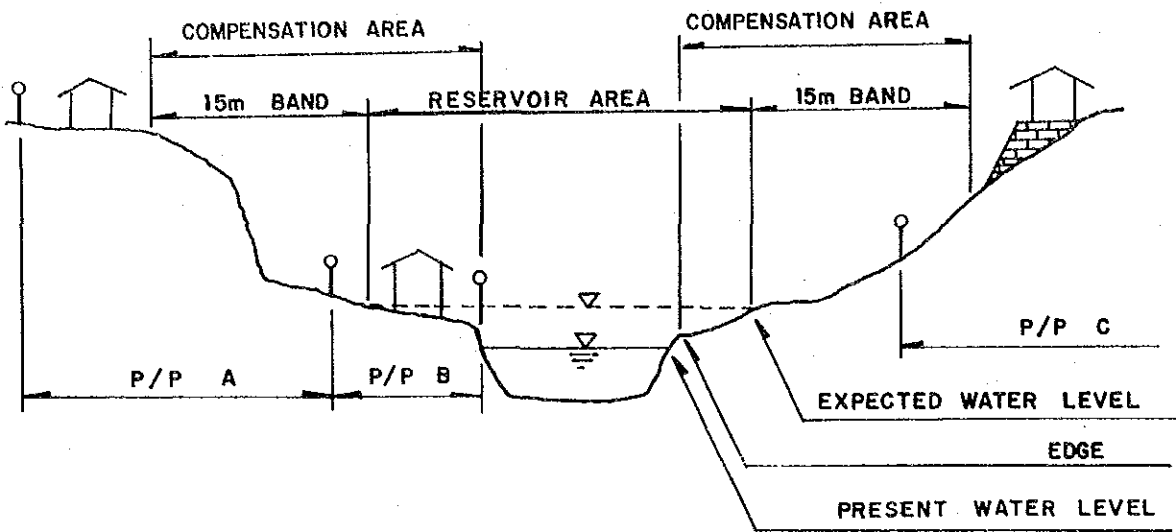 COMPENSATION AREA
COMPENSATION AREA
15m BAND
RESERVOIR AREA
15m BAND
P/P A
P/P B
P/P C
EXPECTED WATER LEVEL
EDGE
PRESENT WATER LEVEL